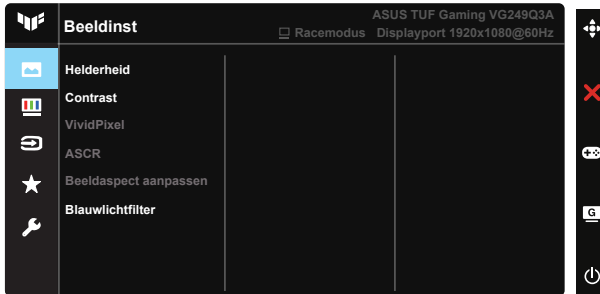 ASUS TUF Gaming VG249Q3A
Beeldinst
Racemodus Displayport 1920x1080@60Hz
Helderheid
Contrast
VividPixel
ASCR
Beeldaspect aanpassen
Blauwlichtfilter
G